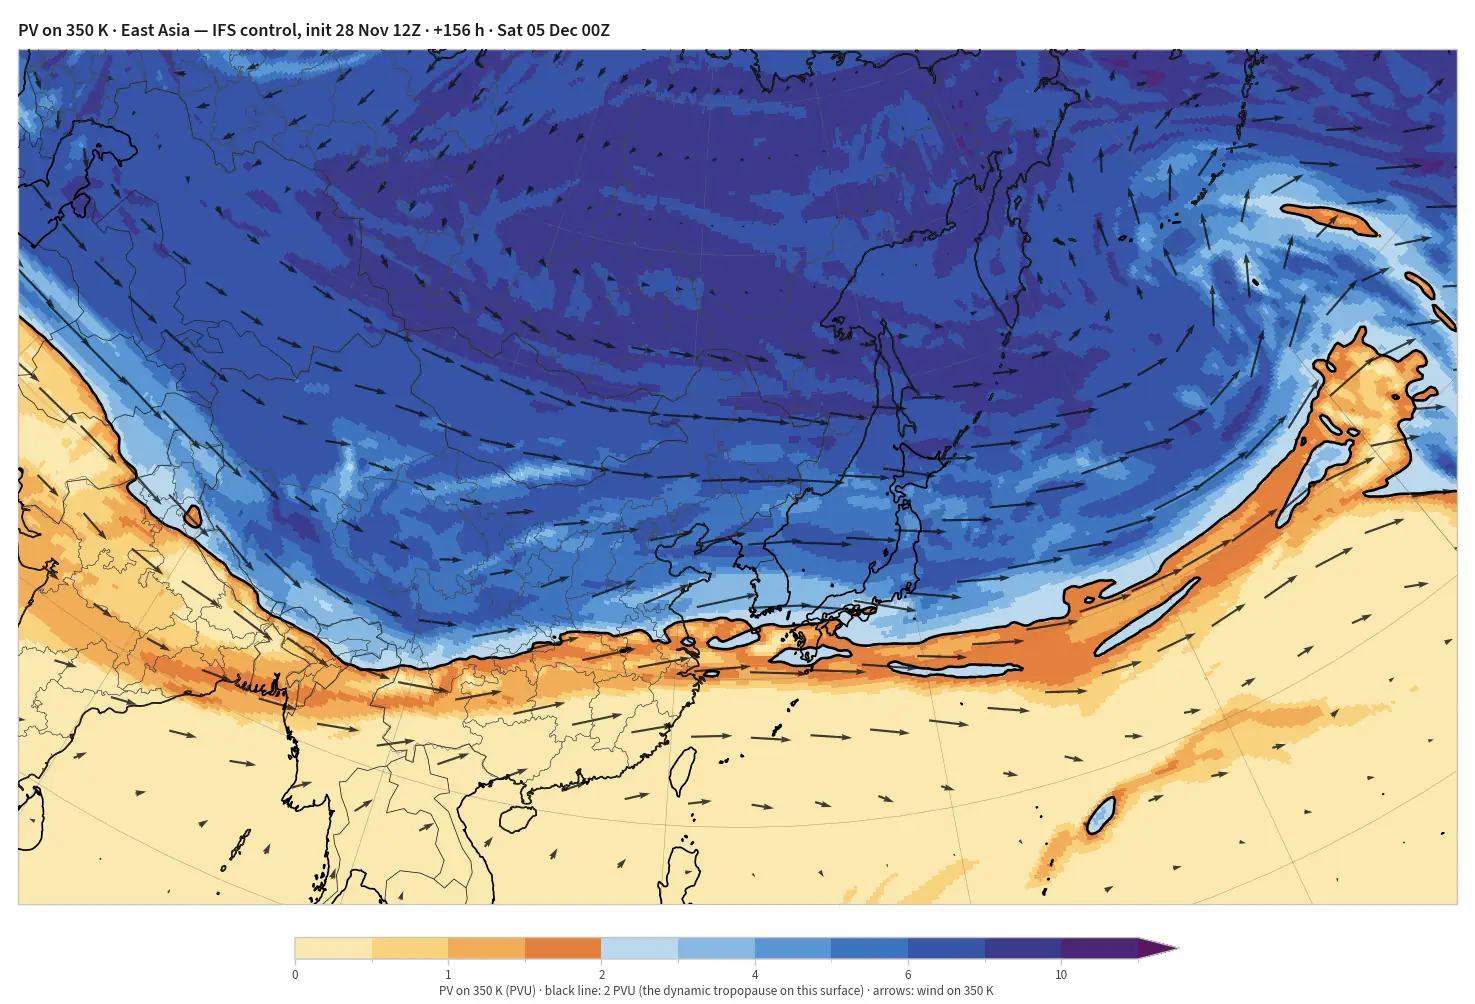 PV on 350 K · East Asia — IFS control, init 28 Nov 12Z · +156 h · Sat 05 Dec 00Z
0 1 2 4 6 10
PV on 350 K (PVU) · black line: 2 PVU (the dynamic tropopause on this surface) · arrows: wind on 350 K